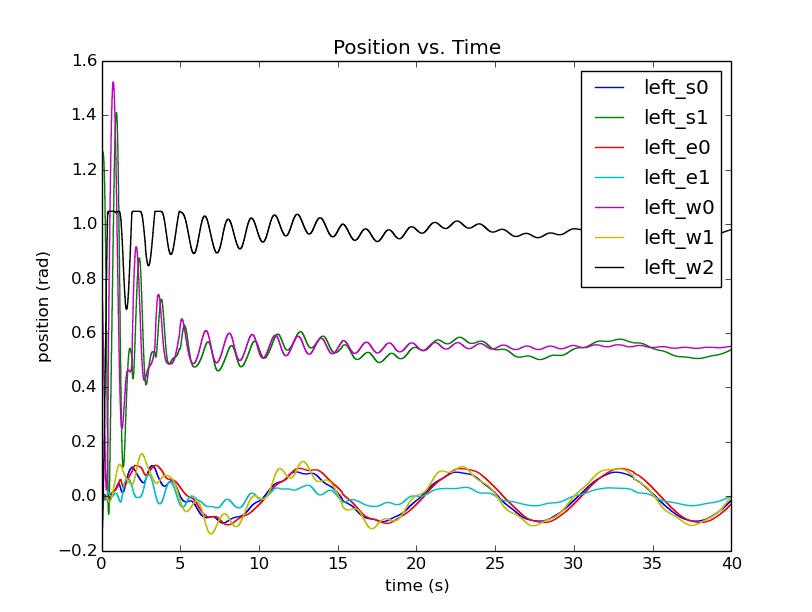 Position vs. Time
1.6
1.4
1.2
1.0
0.8
0.6
0.4
0.2
0.0
−0.2
position (rad)
left_s0
left_s1
left_e0
left_e1
left_w0
left_w1
left_w2
0 5 10 15 20 25 30 35 40
time (s)